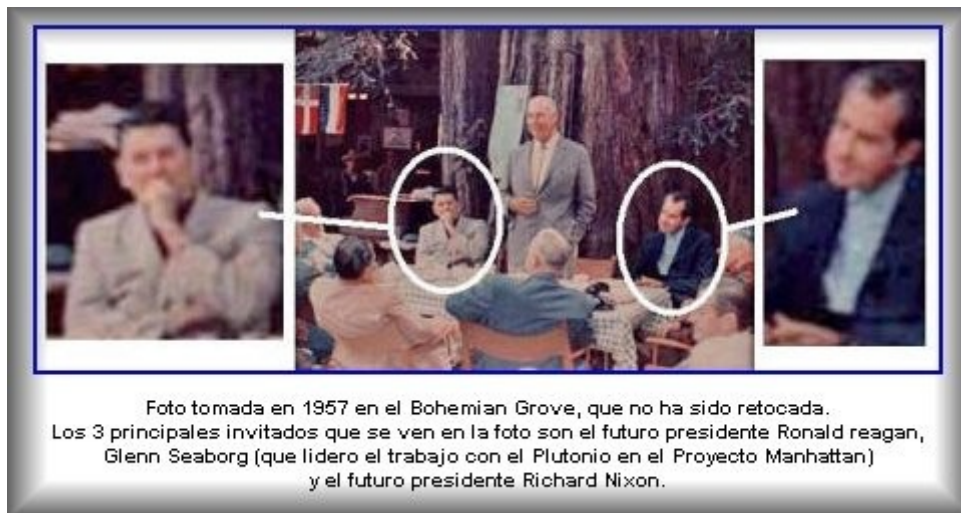 Foto tomada en 1957 en el Bohemian Grove, que no ha sido retocada.
Los 3 principales invitados que se ven en la foto son el futuro presidente Ronald reagan,
Glenn Seaborg (que lidero el trabajo con el Plutonio en el Proyecto Manhattan)
y el futuro presidente Richard Nixon.